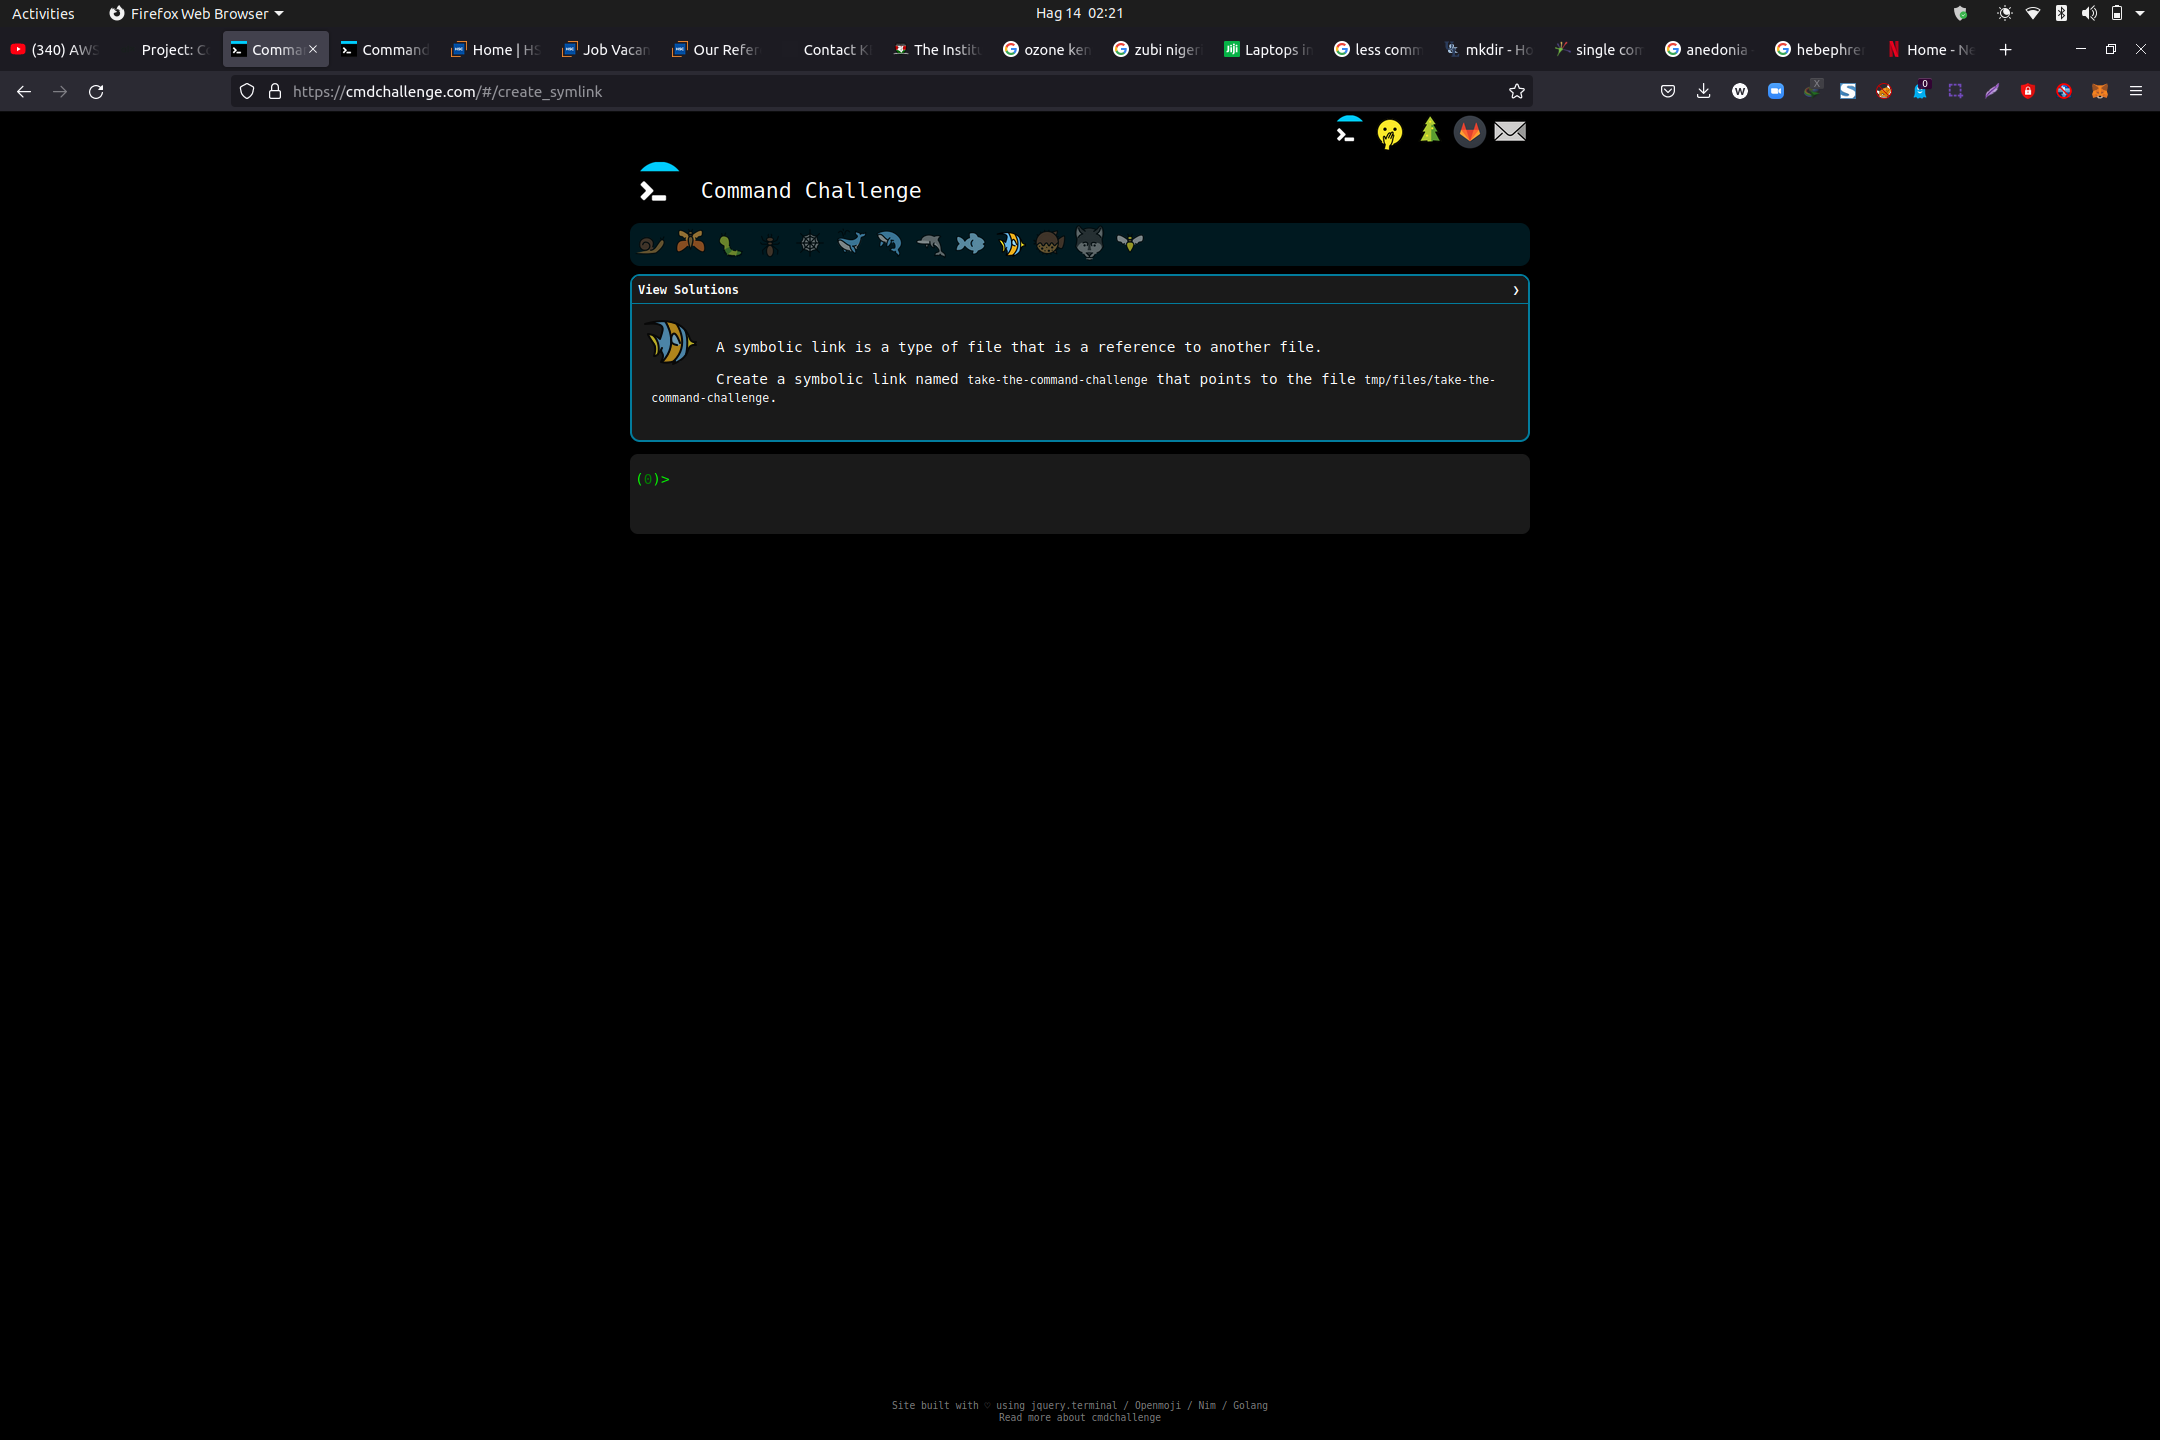 Activities
Firefox Web Browser
Hag 14 02:21
(340) AWS
Project: Co
Comma
Command
Home | HS
Job Vacan
Our Refer
Contact K
The Institu
ozone ken
zubi nigeri
Laptops in
less comm
mkdir - Ho
single com
anedonia -
hebephre
Home - Ne
https://cmdchallenge.com/#/create_symlink
Command Challenge
View Solutions
A symbolic link is a type of file that is a reference to another file.
Create a symbolic link named take-the-command-challenge that points to the file tmp/files/take-the-
command-challenge.
(0)>
Site built with ♡ using jquery.terminal / Openmoji / Nim / Golang
Read more about cmdchallenge